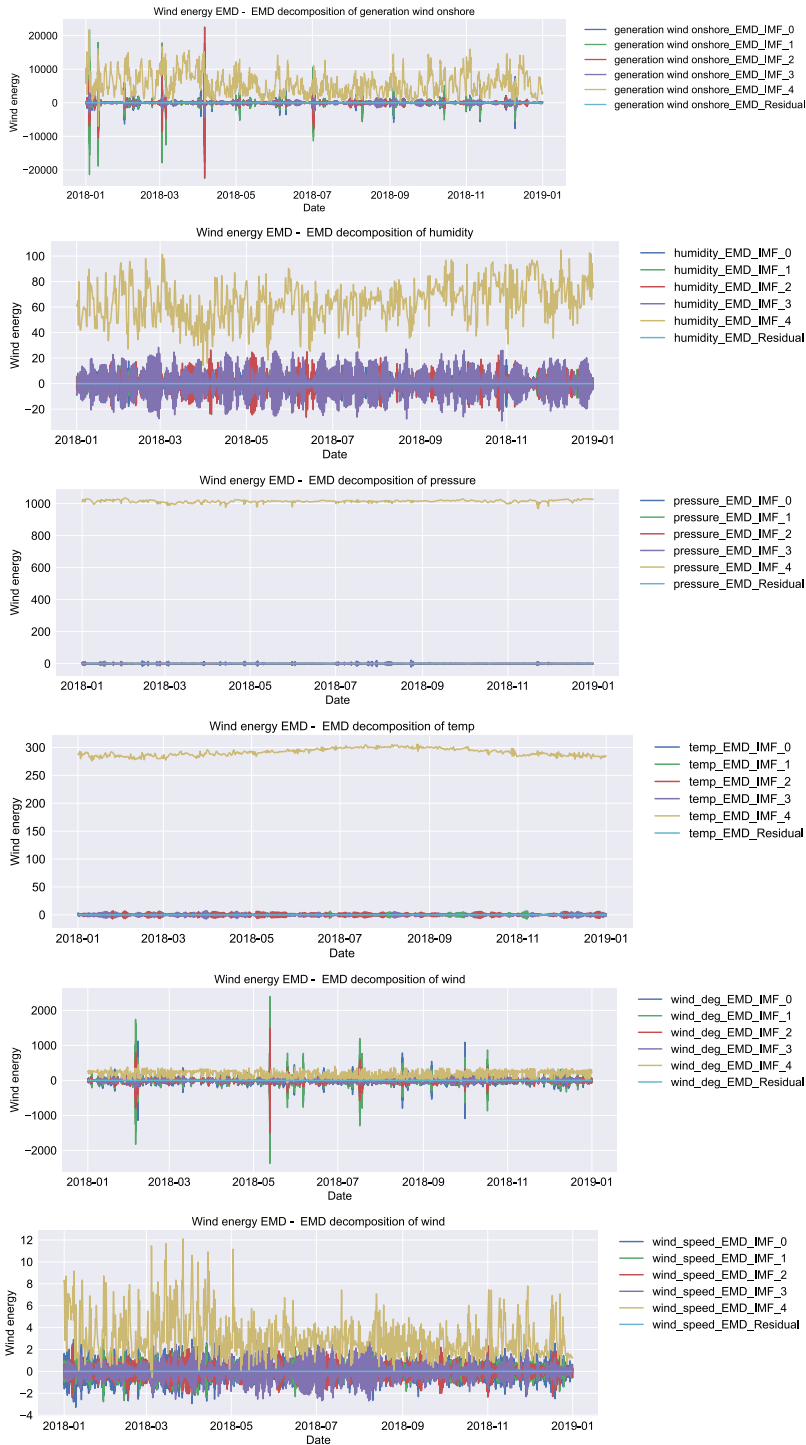 Wind energy EMD - EMD decomposition of generation wind onshore
20000
10000
0
−10000
−20000
Wind energy
2018-01 2018-03 2018-05 2018-07 2018-09 2018-11 2019-01
Date
generation wind onshore_EMD_IMF_0
generation wind onshore_EMD_IMF_1
generation wind onshore_EMD_IMF_2
generation wind onshore_EMD_IMF_3
generation wind onshore_EMD_IMF_4
generation wind onshore_EMD_Residual
Wind energy EMD - EMD decomposition of humidity
100
80
60
40
20
0
−20
Wind energy
2018-01 2018-03 2018-05 2018-07 2018-09 2018-11 2019-01
Date
humidity_EMD_IMF_0
humidity_EMD_IMF_1
humidity_EMD_IMF_2
humidity_EMD_IMF_3
humidity_EMD_IMF_4
humidity_EMD_Residual
Wind energy EMD - EMD decomposition of pressure
1000
800
600
400
200
0
Wind energy
2018-01 2018-03 2018-05 2018-07 2018-09 2018-11 2019-01
Date
pressure_EMD_IMF_0
pressure_EMD_IMF_1
pressure_EMD_IMF_2
pressure_EMD_IMF_3
pressure_EMD_IMF_4
pressure_EMD_Residual
Wind energy EMD - EMD decomposition of temp
300
250
200
150
100
50
0
Wind energy
2018-01 2018-03 2018-05 2018-07 2018-09 2018-11 2019-01
Date
temp_EMD_IMF_0
temp_EMD_IMF_1
temp_EMD_IMF_2
temp_EMD_IMF_3
temp_EMD_IMF_4
temp_EMD_Residual
Wind energy EMD - EMD decomposition of wind
2000
1000
0
−1000
−2000
Wind energy
2018-01 2018-03 2018-05 2018-07 2018-09 2018-11 2019-01
Date
wind_deg_EMD_IMF_0
wind_deg_EMD_IMF_1
wind_deg_EMD_IMF_2
wind_deg_EMD_IMF_3
wind_deg_EMD_IMF_4
wind_deg_EMD_Residual
Wind energy EMD - EMD decomposition of wind
12
10
8
6
4
2
0
−2
−4
Wind energy
2018-01 2018-03 2018-05 2018-07 2018-09 2018-11 2019-01
Date
wind_speed_EMD_IMF_0
wind_speed_EMD_IMF_1
wind_speed_EMD_IMF_2
wind_speed_EMD_IMF_3
wind_speed_EMD_IMF_4
wind_speed_EMD_Residual